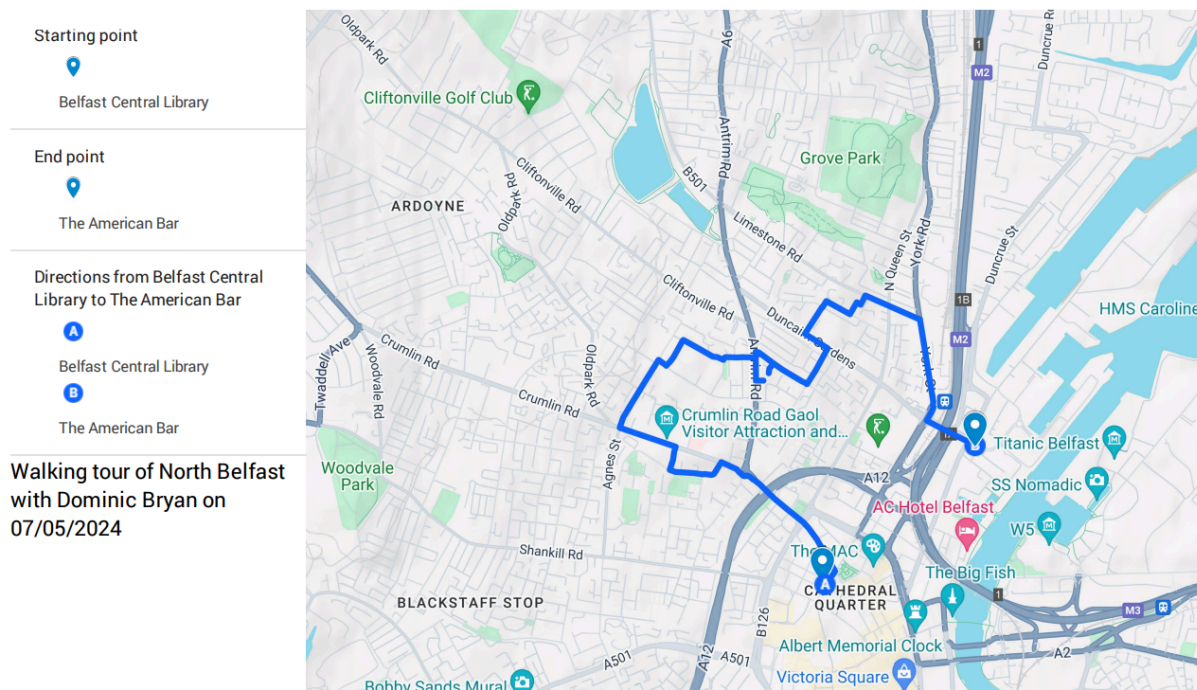 Starting point
Belfast Central Library
End point
The American Bar
Directions from Belfast Central
Library to The American Bar
A
Belfast Central Library
B
The American Bar
Walking tour of North Belfast
with Dominic Bryan on
07/05/2024
Oldpark Rd
A6
1
M2
Duncrue Rd
Cliftonville Golf Club
Antrim Rd
Grove Park
B501
Cliftonville Rd
ARDOYNE
Oldpark Rd
Limestone Rd
N Queen St
York Rd
Duncrue St
Cliftonville Rd
1B
HMS Caroline
Duncairn Gardens
M2
Twaddell Ave
Crumlin Rd
Woodvale Rd
Oldpark Rd
Antrim Rd
York St
Crumlin Rd
Crumlin Road Gaol
Visitor Attraction and...
Titanic Belfast
Agnes St
Woodvale
Park
A12
SS Nomadic
AC Hotel Belfast
W5
Shankill Rd
The MAC
The Big Fish
A
CATHEDRAL
QUARTER
BLACKSTAFF STOP
1
M3
B126
Albert Memorial Clock
A2
A501
A12
A501
Victoria Square
Bobby Sands Mural